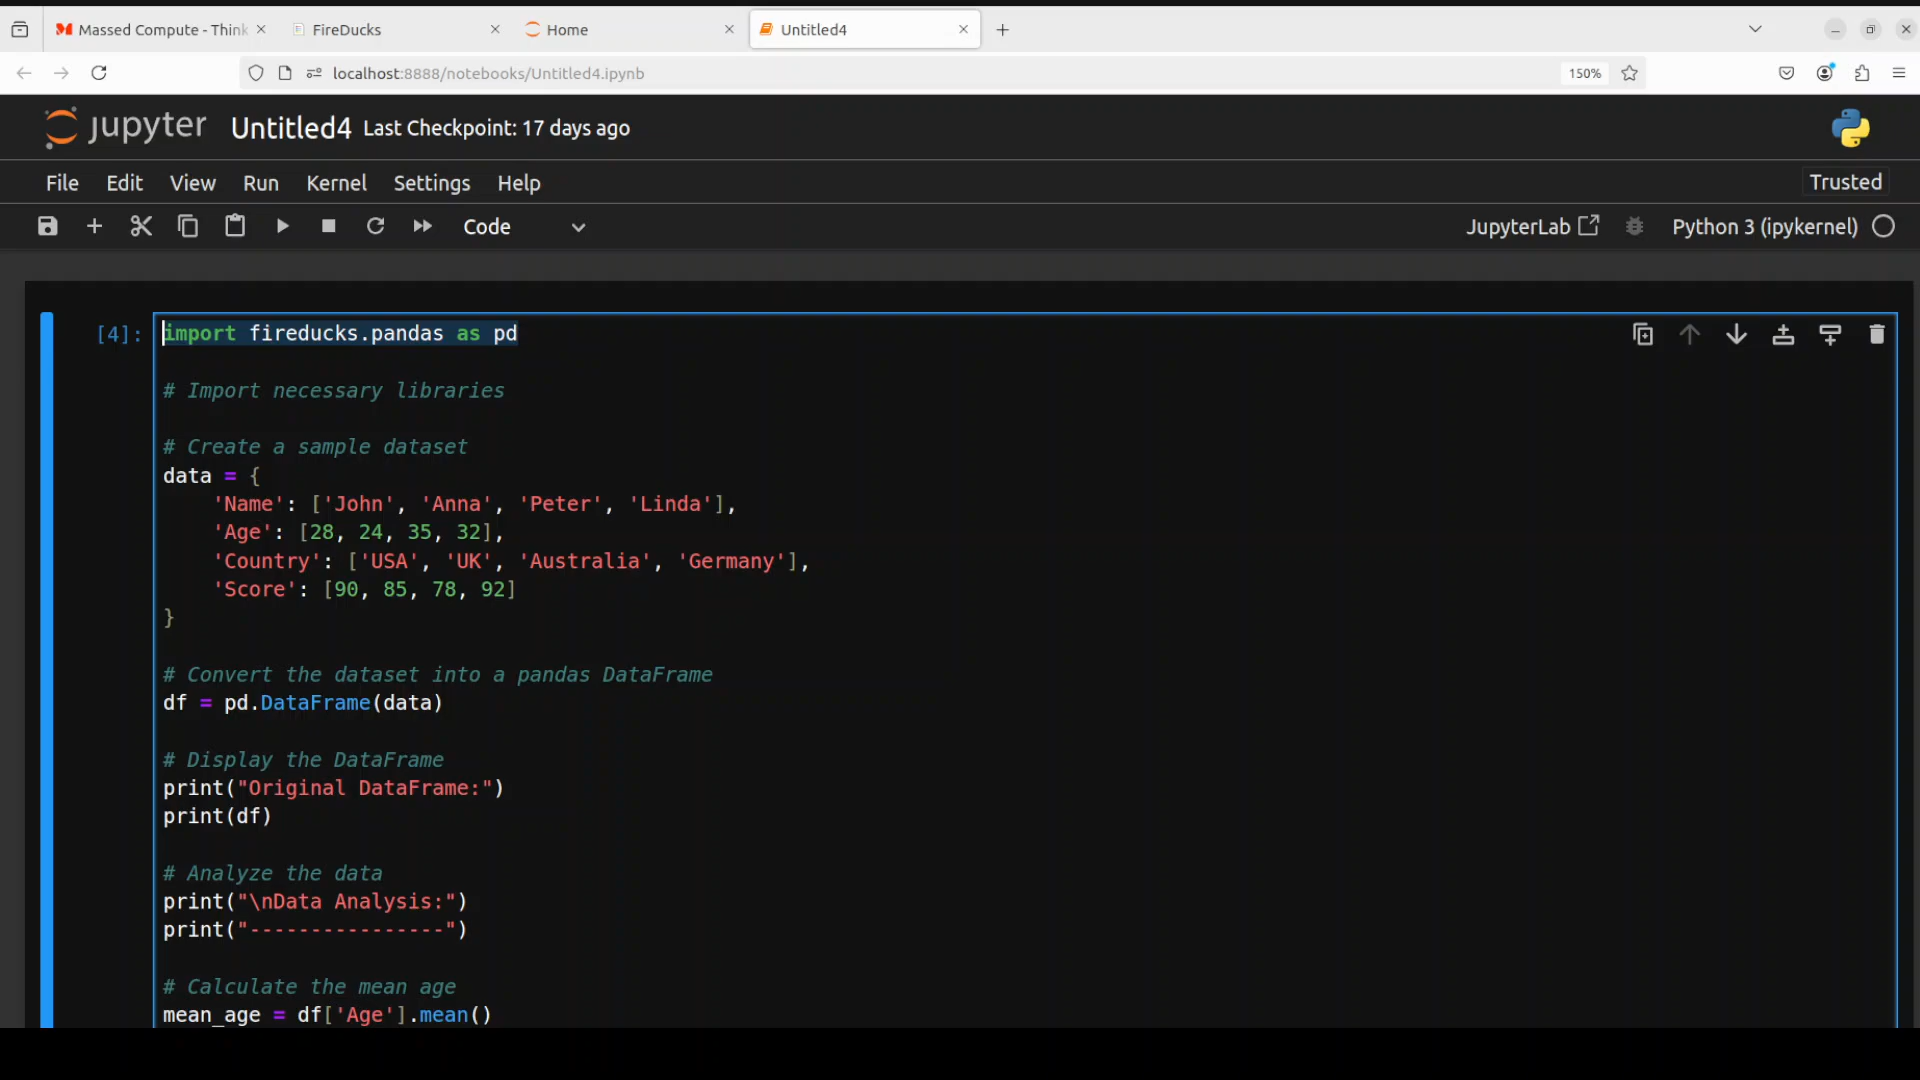 Massed Compute - Think
FireDucks
Home
Untitled4
localhost:8888/notebooks/Untitled4.ipynb
150%
jupyter Untitled4 Last Checkpoint: 17 days ago
File Edit View Run Kernel Settings Help
Trusted
Code
JupyterLab
Python 3 (ipykernel)
[4]:
import fireducks.pandas as pd
# Import necessary libraries
# Create a sample dataset
data = {
    'Name': ['John', 'Anna', 'Peter', 'Linda'],
    'Age': [28, 24, 35, 32],
    'Country': ['USA', 'UK', 'Australia', 'Germany'],
    'Score': [90, 85, 78, 92]
}
# Convert the dataset into a pandas DataFrame
df = pd.DataFrame(data)
# Display the DataFrame
print("Original DataFrame:")
print(df)
# Analyze the data
print("\nData Analysis:")
print("----------------")
# Calculate the mean age
mean_age = df['Age'].mean()